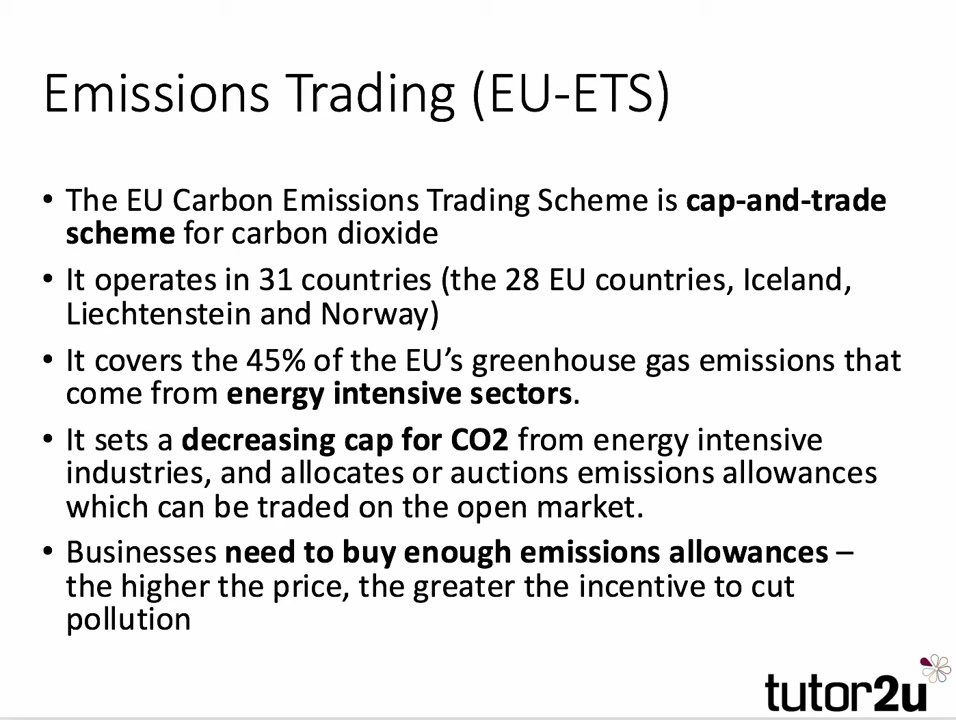 Emissions Trading (EU-ETS)
• The EU Carbon Emissions Trading Scheme is cap-and-trade
scheme for carbon dioxide
• It operates in 31 countries (the 28 EU countries, Iceland,
Liechtenstein and Norway)
• It covers the 45% of the EU’s greenhouse gas emissions that
come from energy intensive sectors.
• It sets a decreasing cap for CO2 from energy intensive
industries, and allocates or auctions emissions allowances
which can be traded on the open market.
• Businesses need to buy enough emissions allowances –
the higher the price, the greater the incentive to cut
pollution
tutor2u